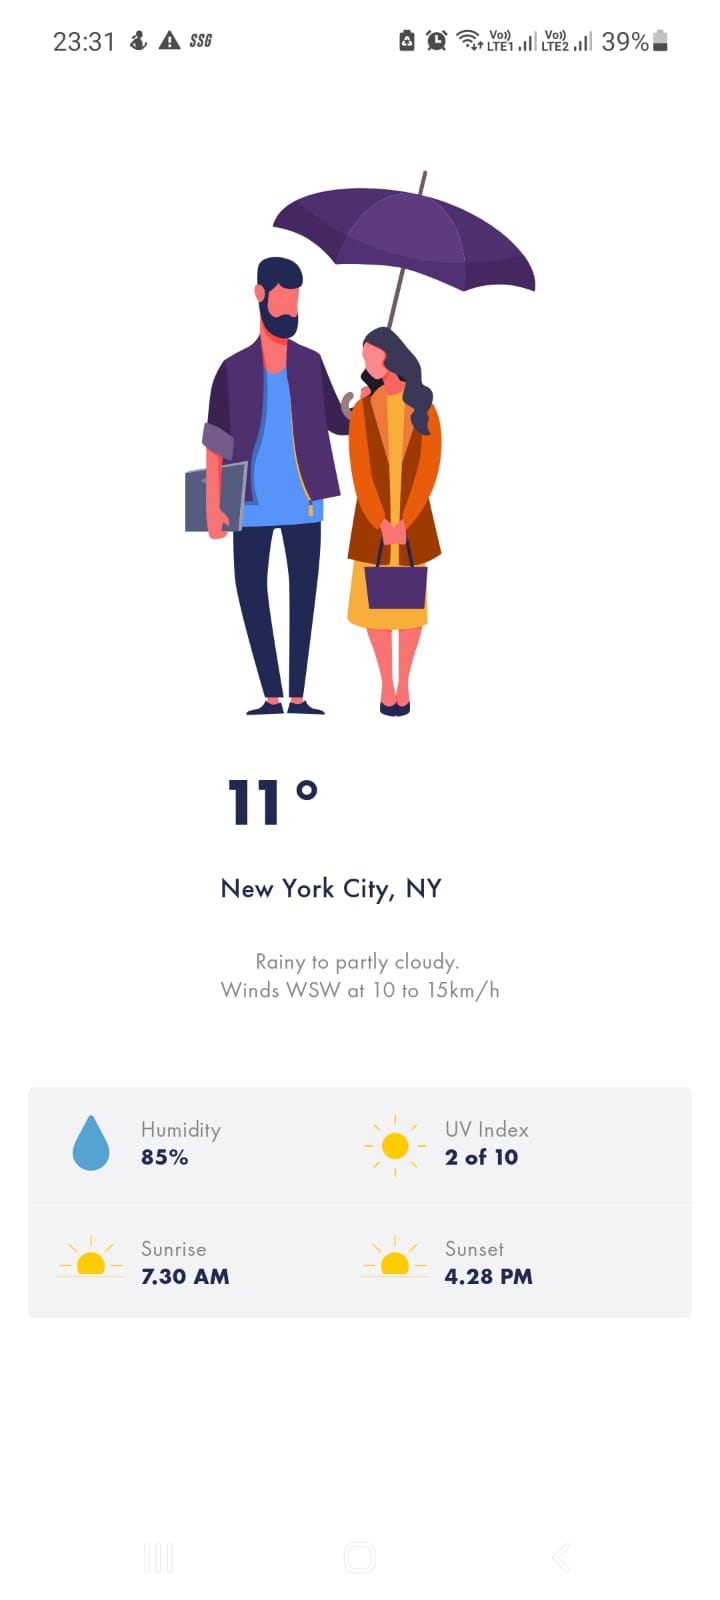 23:31 SSG Vo)) LTE1 Vo)) LTE2 39%
11°
New York City, NY
Rainy to partly cloudy.
Winds WSW at 10 to 15km/h
Humidity UV Index
85% 2 of 10
Sunrise Sunset
7.30 AM 4.28 PM